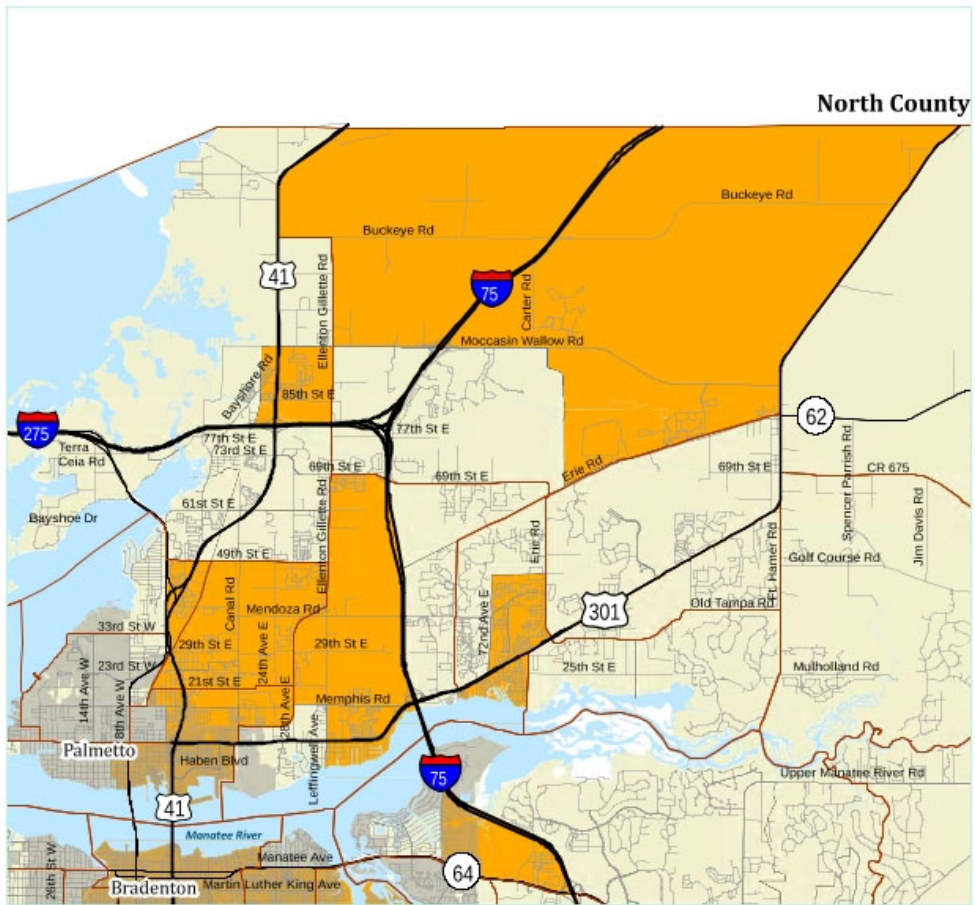 North County
Buckeye Rd
Buckeye Rd
41
Ellenton Gillette Rd
75
Carter Rd
Moccasin Wallow Rd
Bayshore Rd
85th St E
275
Terra
Ceia Rd
77th St E
73rd St E
77th St E
62
69th St E
69th St E
Erie Rd
69th St E
Spencer Parrish Rd
CR 675
Jim Davis Rd
61st St E
Ellenton Gillette Rd
Bayshoe Dr
49th St E
Erie Rd
Ft. Hamer Rd
Golf Course Rd
Canal Rd
Mendoza Rd
301
Old Tampa Rd
33rd St W
29th St E
24th Ave E
29th St E
72nd Ave E
23rd St W
25th St E
Mulholland Rd
14th Ave W
8th Ave W
21st St E
28th Ave E
Memphis Rd
Leffingwell Ave
Palmetto
Haben Blvd
75
Upper Manatee River Rd
41
Manatee River
26th St W
Manatee Ave
64
Bradenton
Martin Luther King Ave